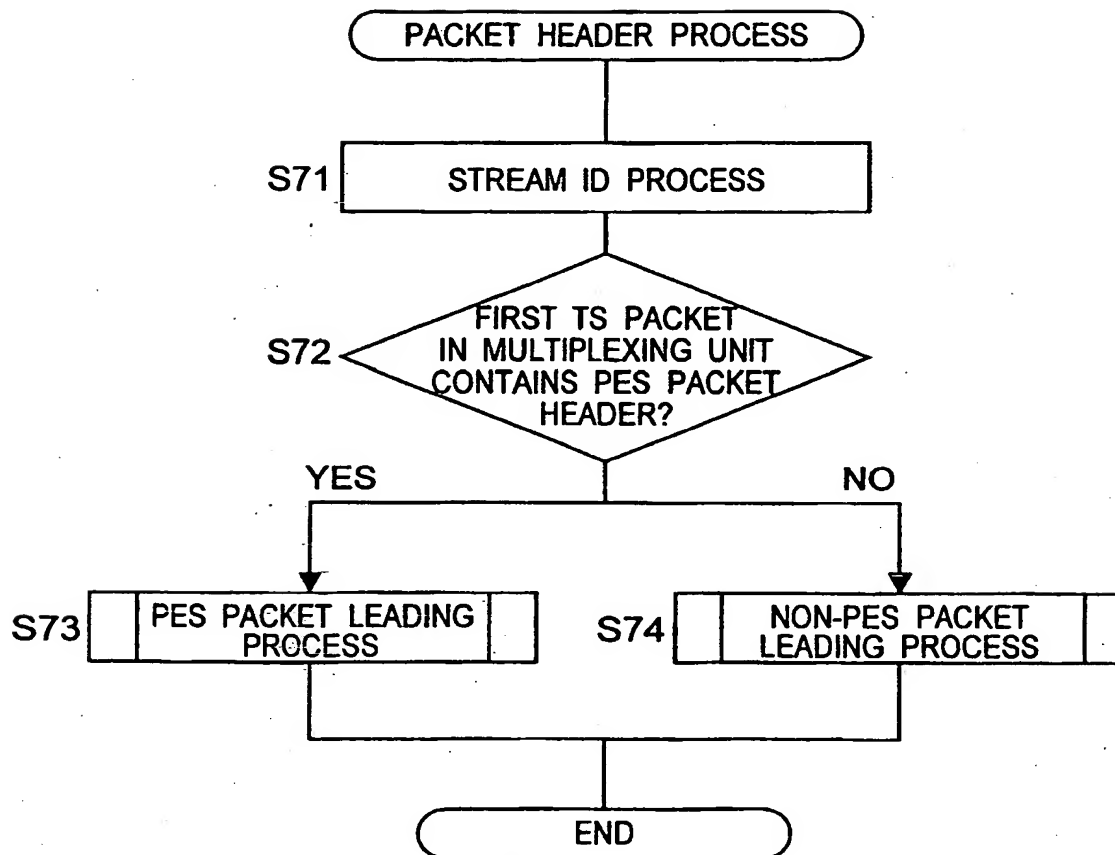 PACKET HEADER PROCESS
S71
STREAM ID PROCESS
S72
FIRST TS PACKET
IN MULTIPLEXING UNIT
CONTAINS PES PACKET
HEADER?
YES
NO
S73
PES PACKET LEADING
PROCESS
S74
NON-PES PACKET
LEADING PROCESS
END